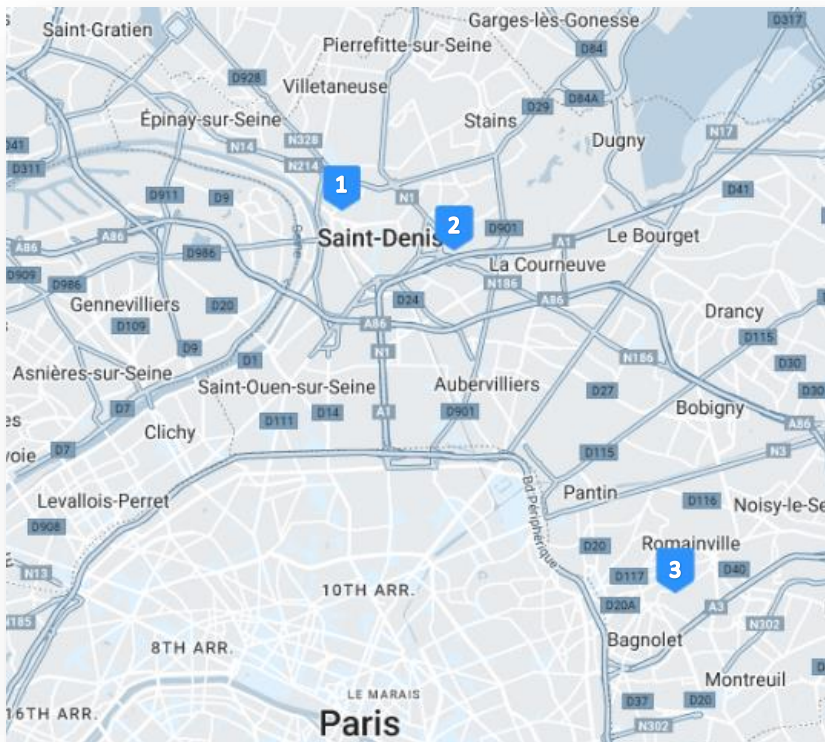 Garges-lès-Gonesse
D317
Saint-Gratien
Pierrefitte-sur-Seine
D84
D928
Villetaneuse
D84A
D29
Épinay-sur-Seine
Stains
N328
N17
D41
N14
Dugny
D311
N214
1
D911
D9
N1
D41
2
D901
Saint-Denis
A86
A1
Le Bourget
A86
Seine
D986
La Courneuve
D909
D986
N186
Gennevilliers
D20
D24
A86
Drancy
D109
A86
D115
D9
N1
D1
N186
D30
Asnières-sur-Seine
Saint-Ouen-sur-Seine
Aubervilliers
D27
D30
D7
D111
D14
A1
D901
Bobigny
A86
Clichy
D7
D115
N3
Levallois-Perret
Pantin
D116
Noisy-le-Se
D908
Bd Périphérique
D20
Romainville
N13
D117
3
D40
10TH ARR.
D20A
A3
N185
N302
8TH ARR.
Bagnolet
Montreuil
LE MARAIS
D37
D20
16TH ARR.
Paris
N302